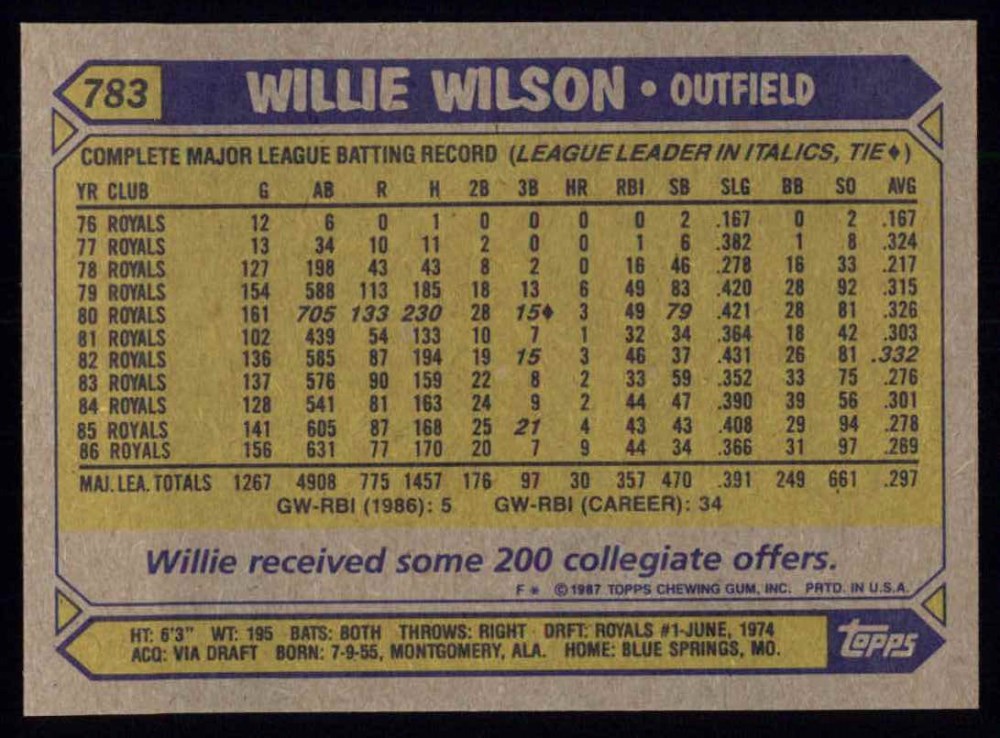 783 WILLIE WILSON • OUTFIELD
COMPLETE MAJOR LEAGUE BATTING RECORD (LEAGUE LEADER IN ITALICS, TIE♦)
YR CLUB G AB R H 2B 3B HR RBI SB SLG BB SO AVG
76 ROYALS 12 6 0 1 0 0 0 0 2 .167 0 2 .167
77 ROYALS 13 34 10 11 2 0 0 1 6 .382 1 8 .324
78 ROYALS 127 198 43 43 8 2 0 16 46 .278 16 33 .217
79 ROYALS 154 588 113 185 18 13 6 49 83 .420 28 92 .315
80 ROYALS 161 705 133 230 28 15♦ 3 49 79 .421 28 81 .326
81 ROYALS 102 439 54 133 10 7 1 32 34 .364 18 42 .303
82 ROYALS 136 585 87 194 19 15 3 46 37 .431 26 81 .332
83 ROYALS 137 576 90 159 22 8 2 33 59 .352 33 75 .276
84 ROYALS 128 541 81 163 24 9 2 44 47 .390 39 56 .301
85 ROYALS 141 605 87 168 25 21 4 43 43 .408 29 94 .278
86 ROYALS 156 631 77 170 20 7 9 44 34 .366 31 97 .269
MAJ. LEA. TOTALS 1267 4908 775 1457 176 97 30 357 470 .391 249 661 .297
GW-RBI (1986): 5 GW-RBI (CAREER): 34
Willie received some 200 collegiate offers.
F * © 1987 TOPPS CHEWING GUM, INC. PRTD. IN U.S.A.
HT: 6'3" WT: 195 BATS: BOTH THROWS: RIGHT DRFT: ROYALS #1-JUNE, 1974
ACQ: VIA DRAFT BORN: 7-9-55, MONTGOMERY, ALA. HOME: BLUE SPRINGS, MO.
topps